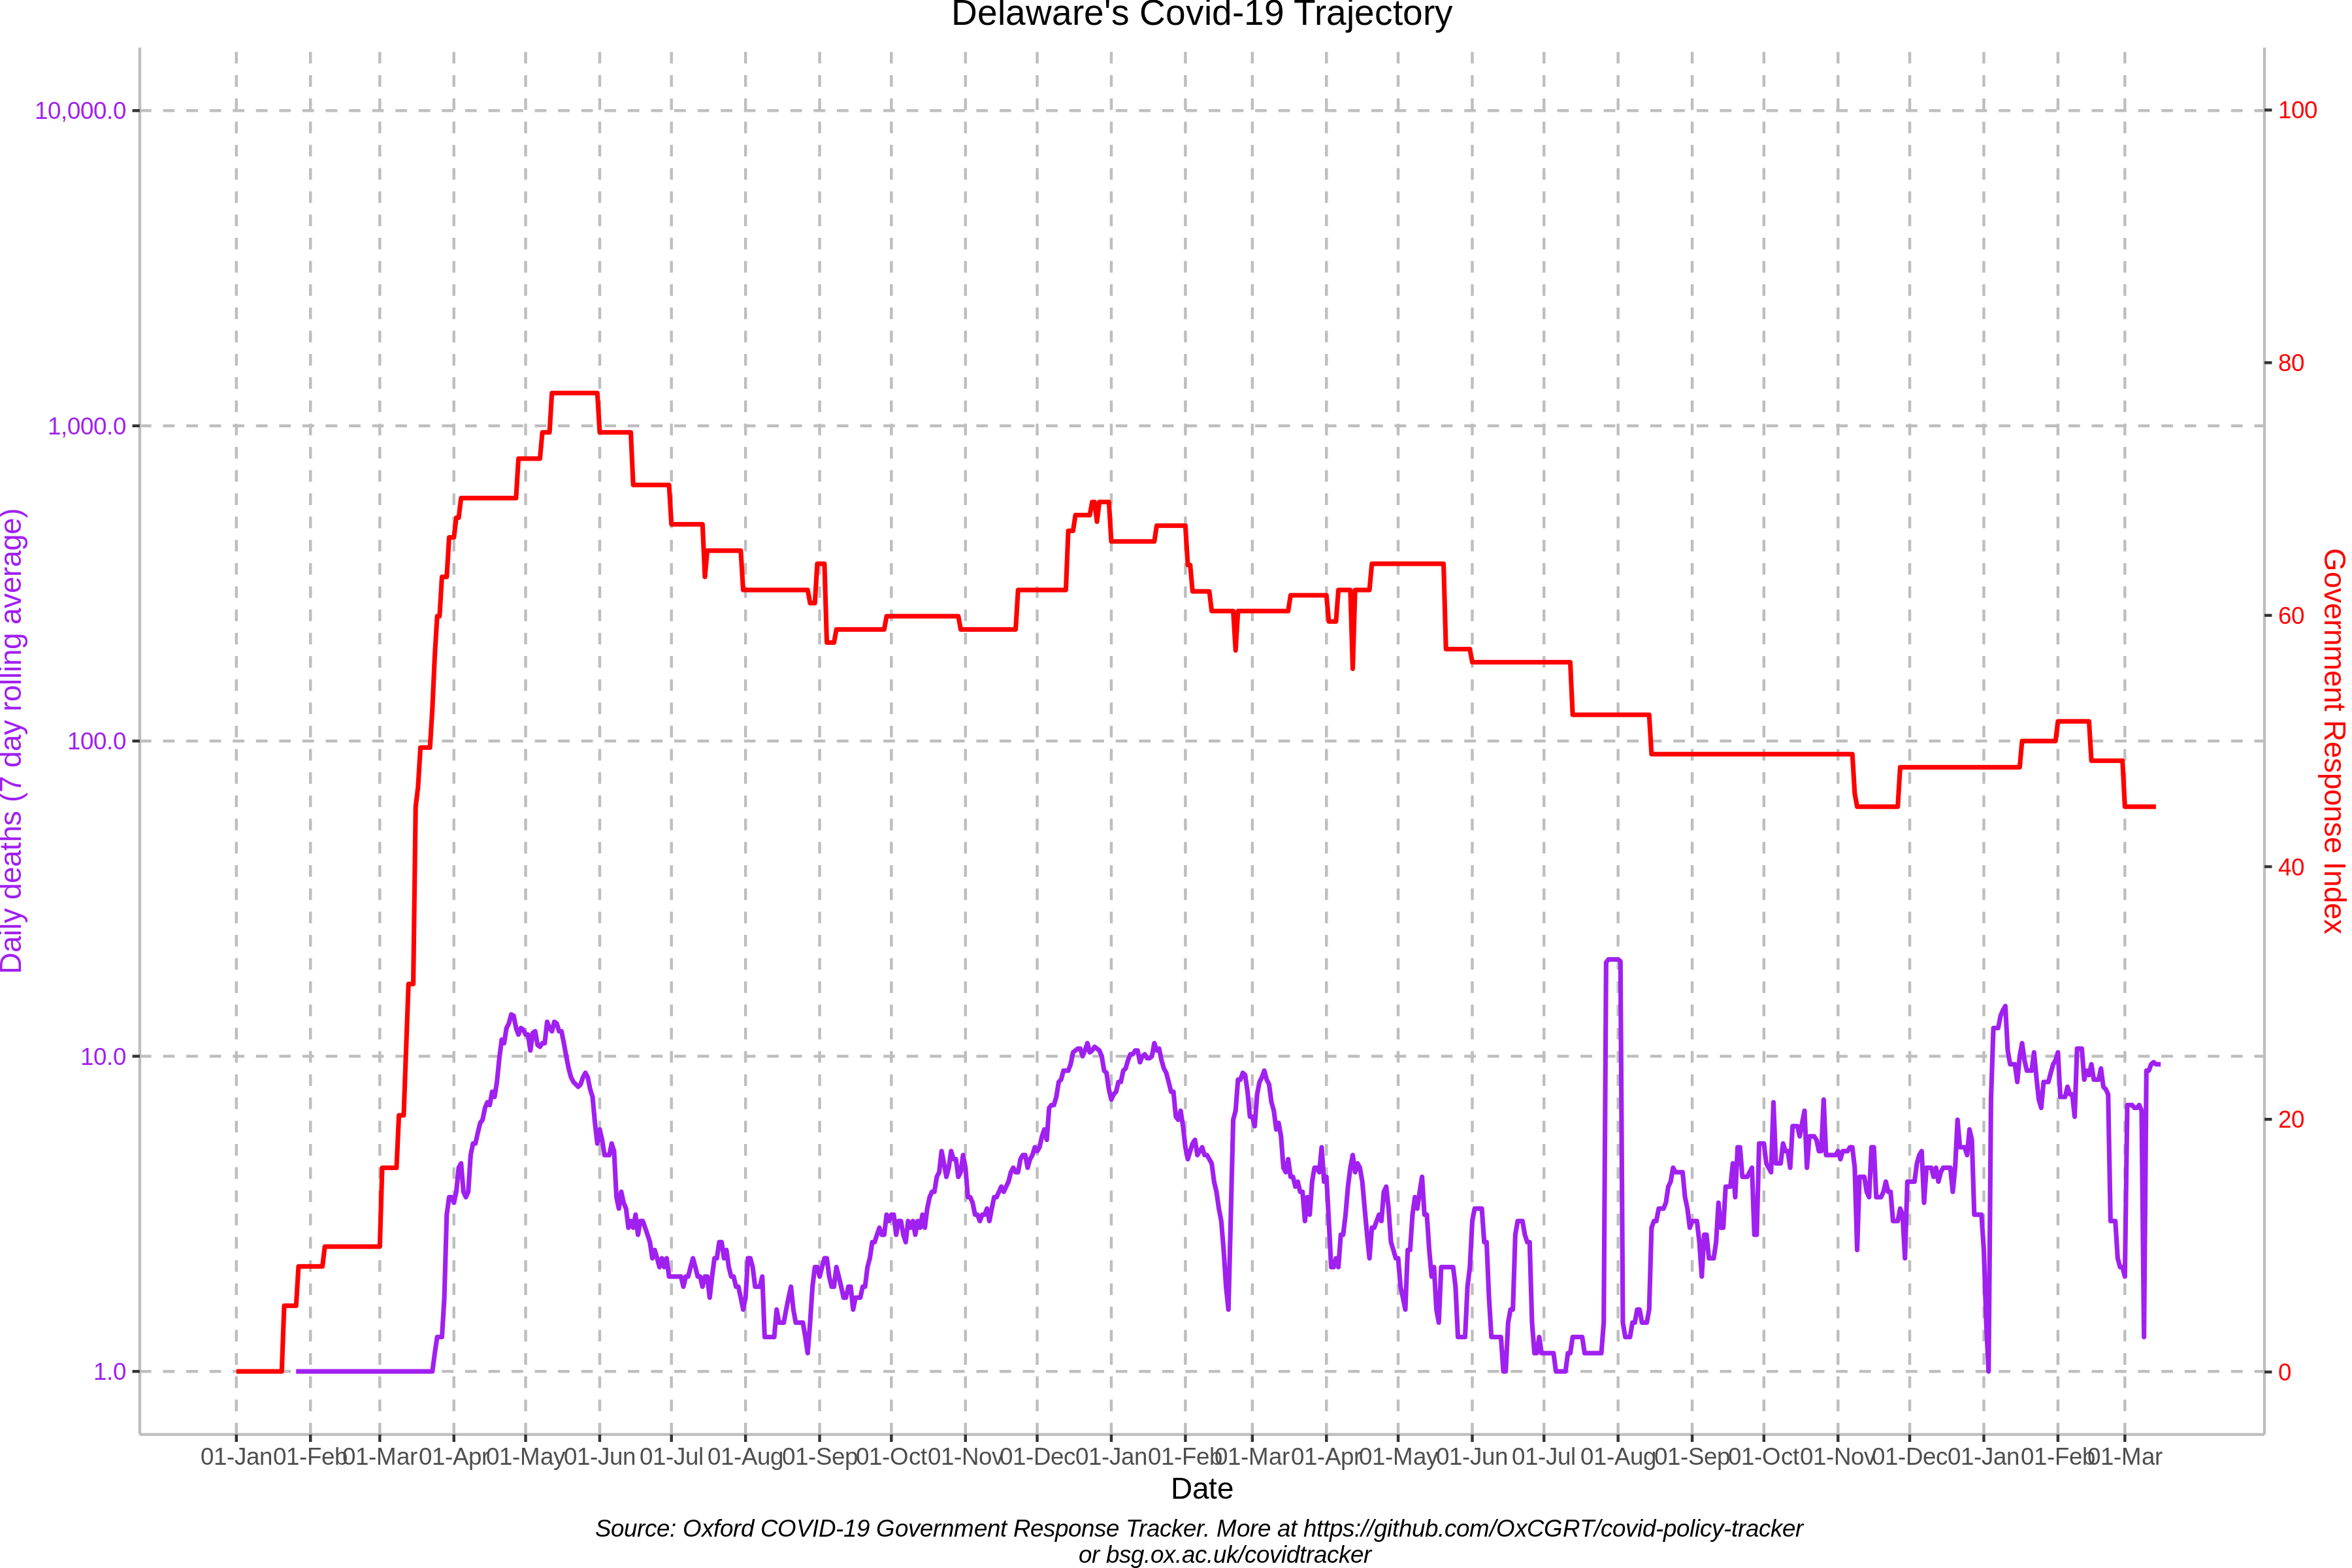 Delaware's Covid-19 Trajectory
Daily deaths (7 day rolling average)
10,000.0
1,000.0
100.0
10.0
1.0
100
80
60
40
20
0
Government Response Index
01-Jan 01-Feb 01-Mar 01-Apr 01-May 01-Jun 01-Jul 01-Aug 01-Sep 01-Oct 01-Nov 01-Dec 01-Jan 01-Feb 01-Mar 01-Apr 01-May 01-Jun 01-Jul 01-Aug 01-Sep 01-Oct 01-Nov 01-Dec 01-Jan 01-Feb 01-Mar
Date
Source: Oxford COVID-19 Government Response Tracker. More at https://github.com/OxCGRT/covid-policy-tracker
or bsg.ox.ac.uk/covidtracker